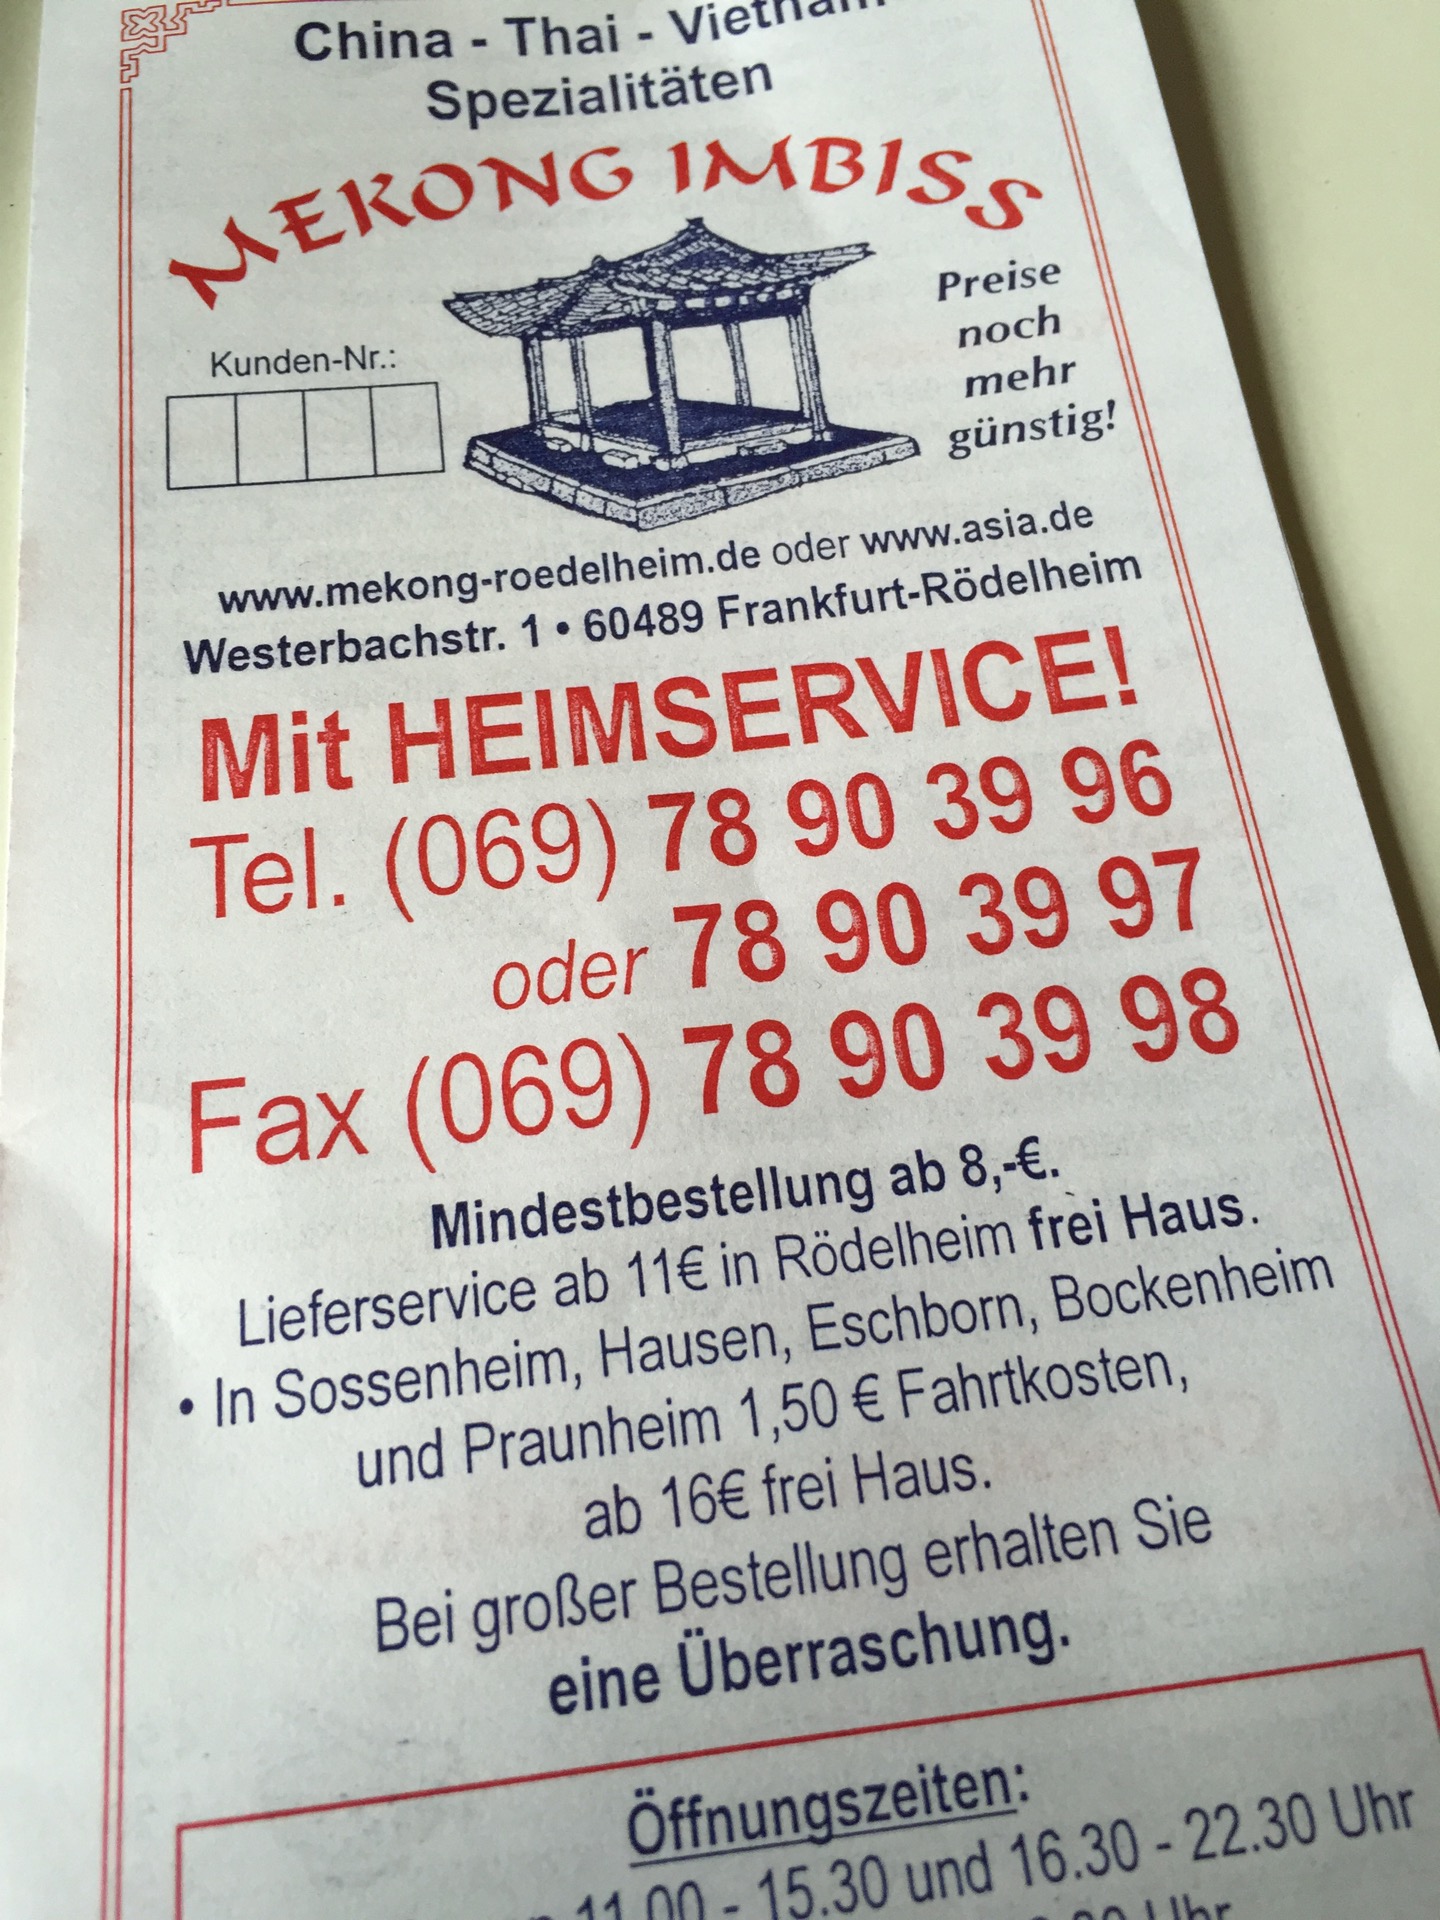 China - Thai - Vietnam
Spezialitäten
MEKONG IMBISS
Preise
noch
mehr
günstig!
Kunden-Nr.:
www.mekong-roedelheim.de oder www.asia.de
Westerbachstr. 1 • 60489 Frankfurt-Rödelheim
Mit HEIMSERVICE!
Tel. (069) 78 90 39 96
oder 78 90 39 97
Fax (069) 78 90 39 98
Mindestbestellung ab 8,-€.
Lieferservice ab 11€ in Rödelheim frei Haus.
• In Sossenheim, Hausen, Eschborn, Bockenheim
und Praunheim 1,50 € Fahrtkosten,
ab 16€ frei Haus.
Bei großer Bestellung erhalten Sie
eine Überraschung.
Öffnungszeiten:
11.00 - 15.30 und 16.30 - 22.30 Uhr
Uhr